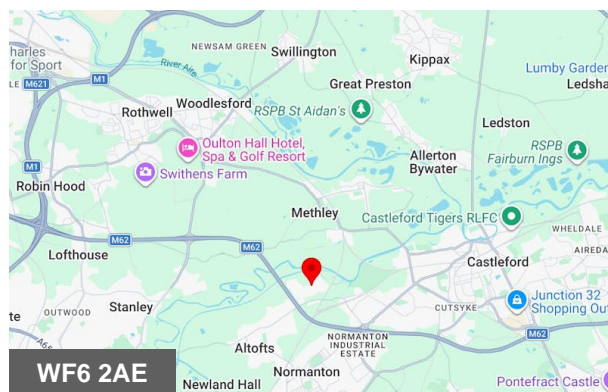 NEWSAM GREEN
Swillington
Kippax
Lumby Garden
harles
for Sport
River Aire
M1
M621
Great Preston
Ledsha
RSPB St Aidan's
Woodlesford
Rothwell
Ledston
Oulton Hall Hotel,
Spa & Golf Resort
RSPB
Fairburn Ings
Allerton
Bywater
M1
Swithens Farm
Robin Hood
Methley
Castleford Tigers RLFC
WHELDALE
M62
M62
AIREDA
Lofthouse
Castleford
Stanley
OUTWOOD
te
Junction 32
Shopping Out
CUTSYKE
M62
A65
Altofts
NORMANTON
INDUSTRIAL
ESTATE
Normanton
Newland Hall
Pontefract Castle
WF6 2AE